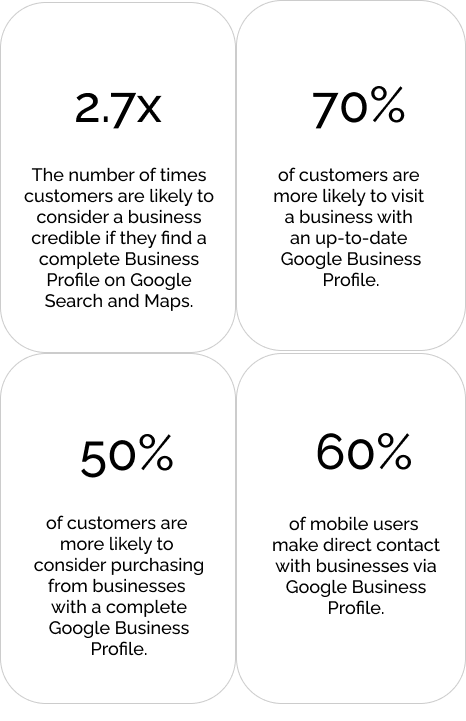 2.7x
The number of times
customers are likely to
consider a business
credible if they find a
complete Business
Profile on Google
Search and Maps.
70%
of customers are
more likely to visit
a business with
an up-to-date
Google Business
Profile.
50%
of customers are
more likely to
consider purchasing
from businesses
with a complete
Google Business
Profile.
60%
of mobile users
make direct contact
with businesses via
Google Business
Profile.